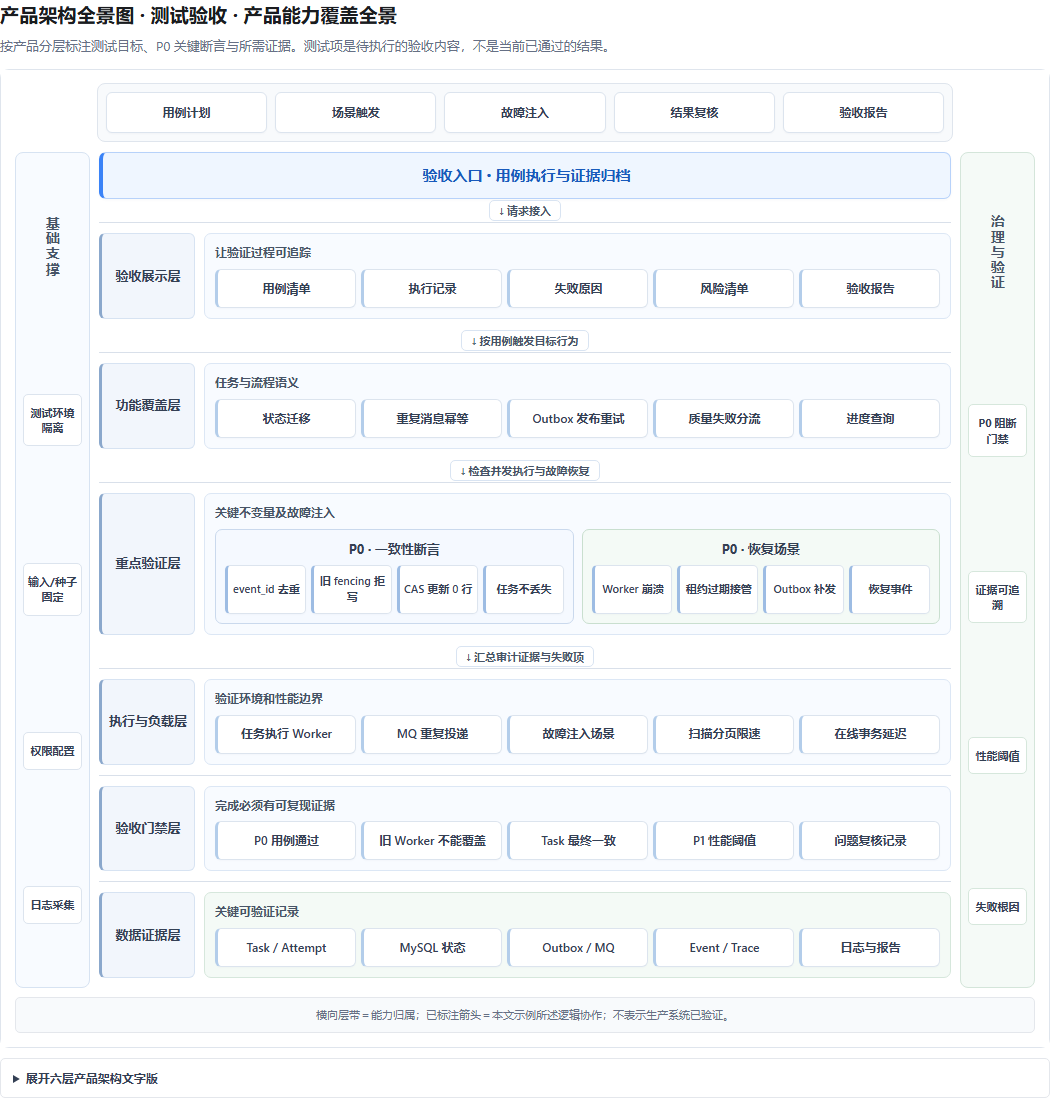 产品架构全景图 · 测试验收 · 产品能力覆盖全景
按产品分层标注测试目标、P0 关键断言与所需证据。测试项是待执行的验收内容，不是当前已通过的结果。
用例计划
场景触发
故障注入
结果复核
验收报告
基础支撑
测试环境
隔离
输入/种子
固定
权限配置
日志采集
验收入口 · 用例执行与证据归档
↓ 请求接入
验收展示层
让验证过程可追踪
用例清单
执行记录
失败原因
风险清单
验收报告
↓ 按用例触发目标行为
功能覆盖层
任务与流程语义
状态迁移
重复消息幂等
Outbox 发布重试
质量失败分流
进度查询
↓ 检查并发执行与故障恢复
重点验证层
关键不变量及故障注入
P0 · 一致性断言
event_id 去重
旧 fencing 拒
写
CAS 更新 0 行
任务不丢失
P0 · 恢复场景
Worker 崩溃
租约过期接管
Outbox 补发
恢复事件
↓ 汇总审计证据与失败项
执行与负载层
验证环境和性能边界
任务执行 Worker
MQ 重复投递
故障注入场景
扫描分页限速
在线事务延迟
验收门禁层
完成必须有可复现证据
P0 用例通过
旧 Worker 不能覆盖
Task 最终一致
P1 性能阈值
问题复核记录
数据证据层
关键可验证记录
Task / Attempt
MySQL 状态
Outbox / MQ
Event / Trace
日志与报告
治理与验证
P0 阻断
门禁
证据可追
溯
性能阈值
失败根因
横向层带＝能力归属；已标注箭头＝本文示例所述逻辑协作；不表示生产系统已验证。
▶ 展开六层产品架构文字版